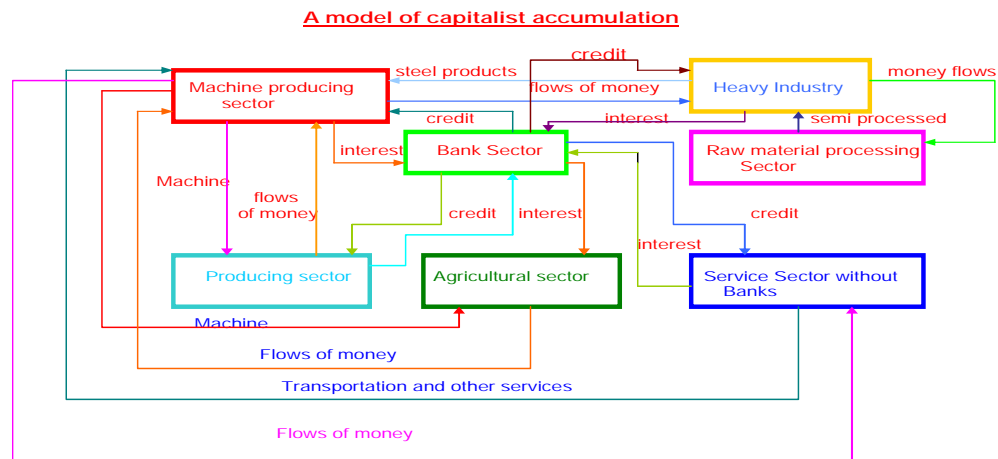 A model of capitalist accumulation
credit
steel products
money flows
Machine producing
sector
flows of money
Heavy Industry
credit
interest
semi processed
interest
Bank Sector
Raw material processing
Sector
Machine
flows
of money
credit
interest
credit
interest
Producing sector
Agricultural sector
Service Sector without
Banks
Machine
Flows of money
Transportation and other services
Flows of money